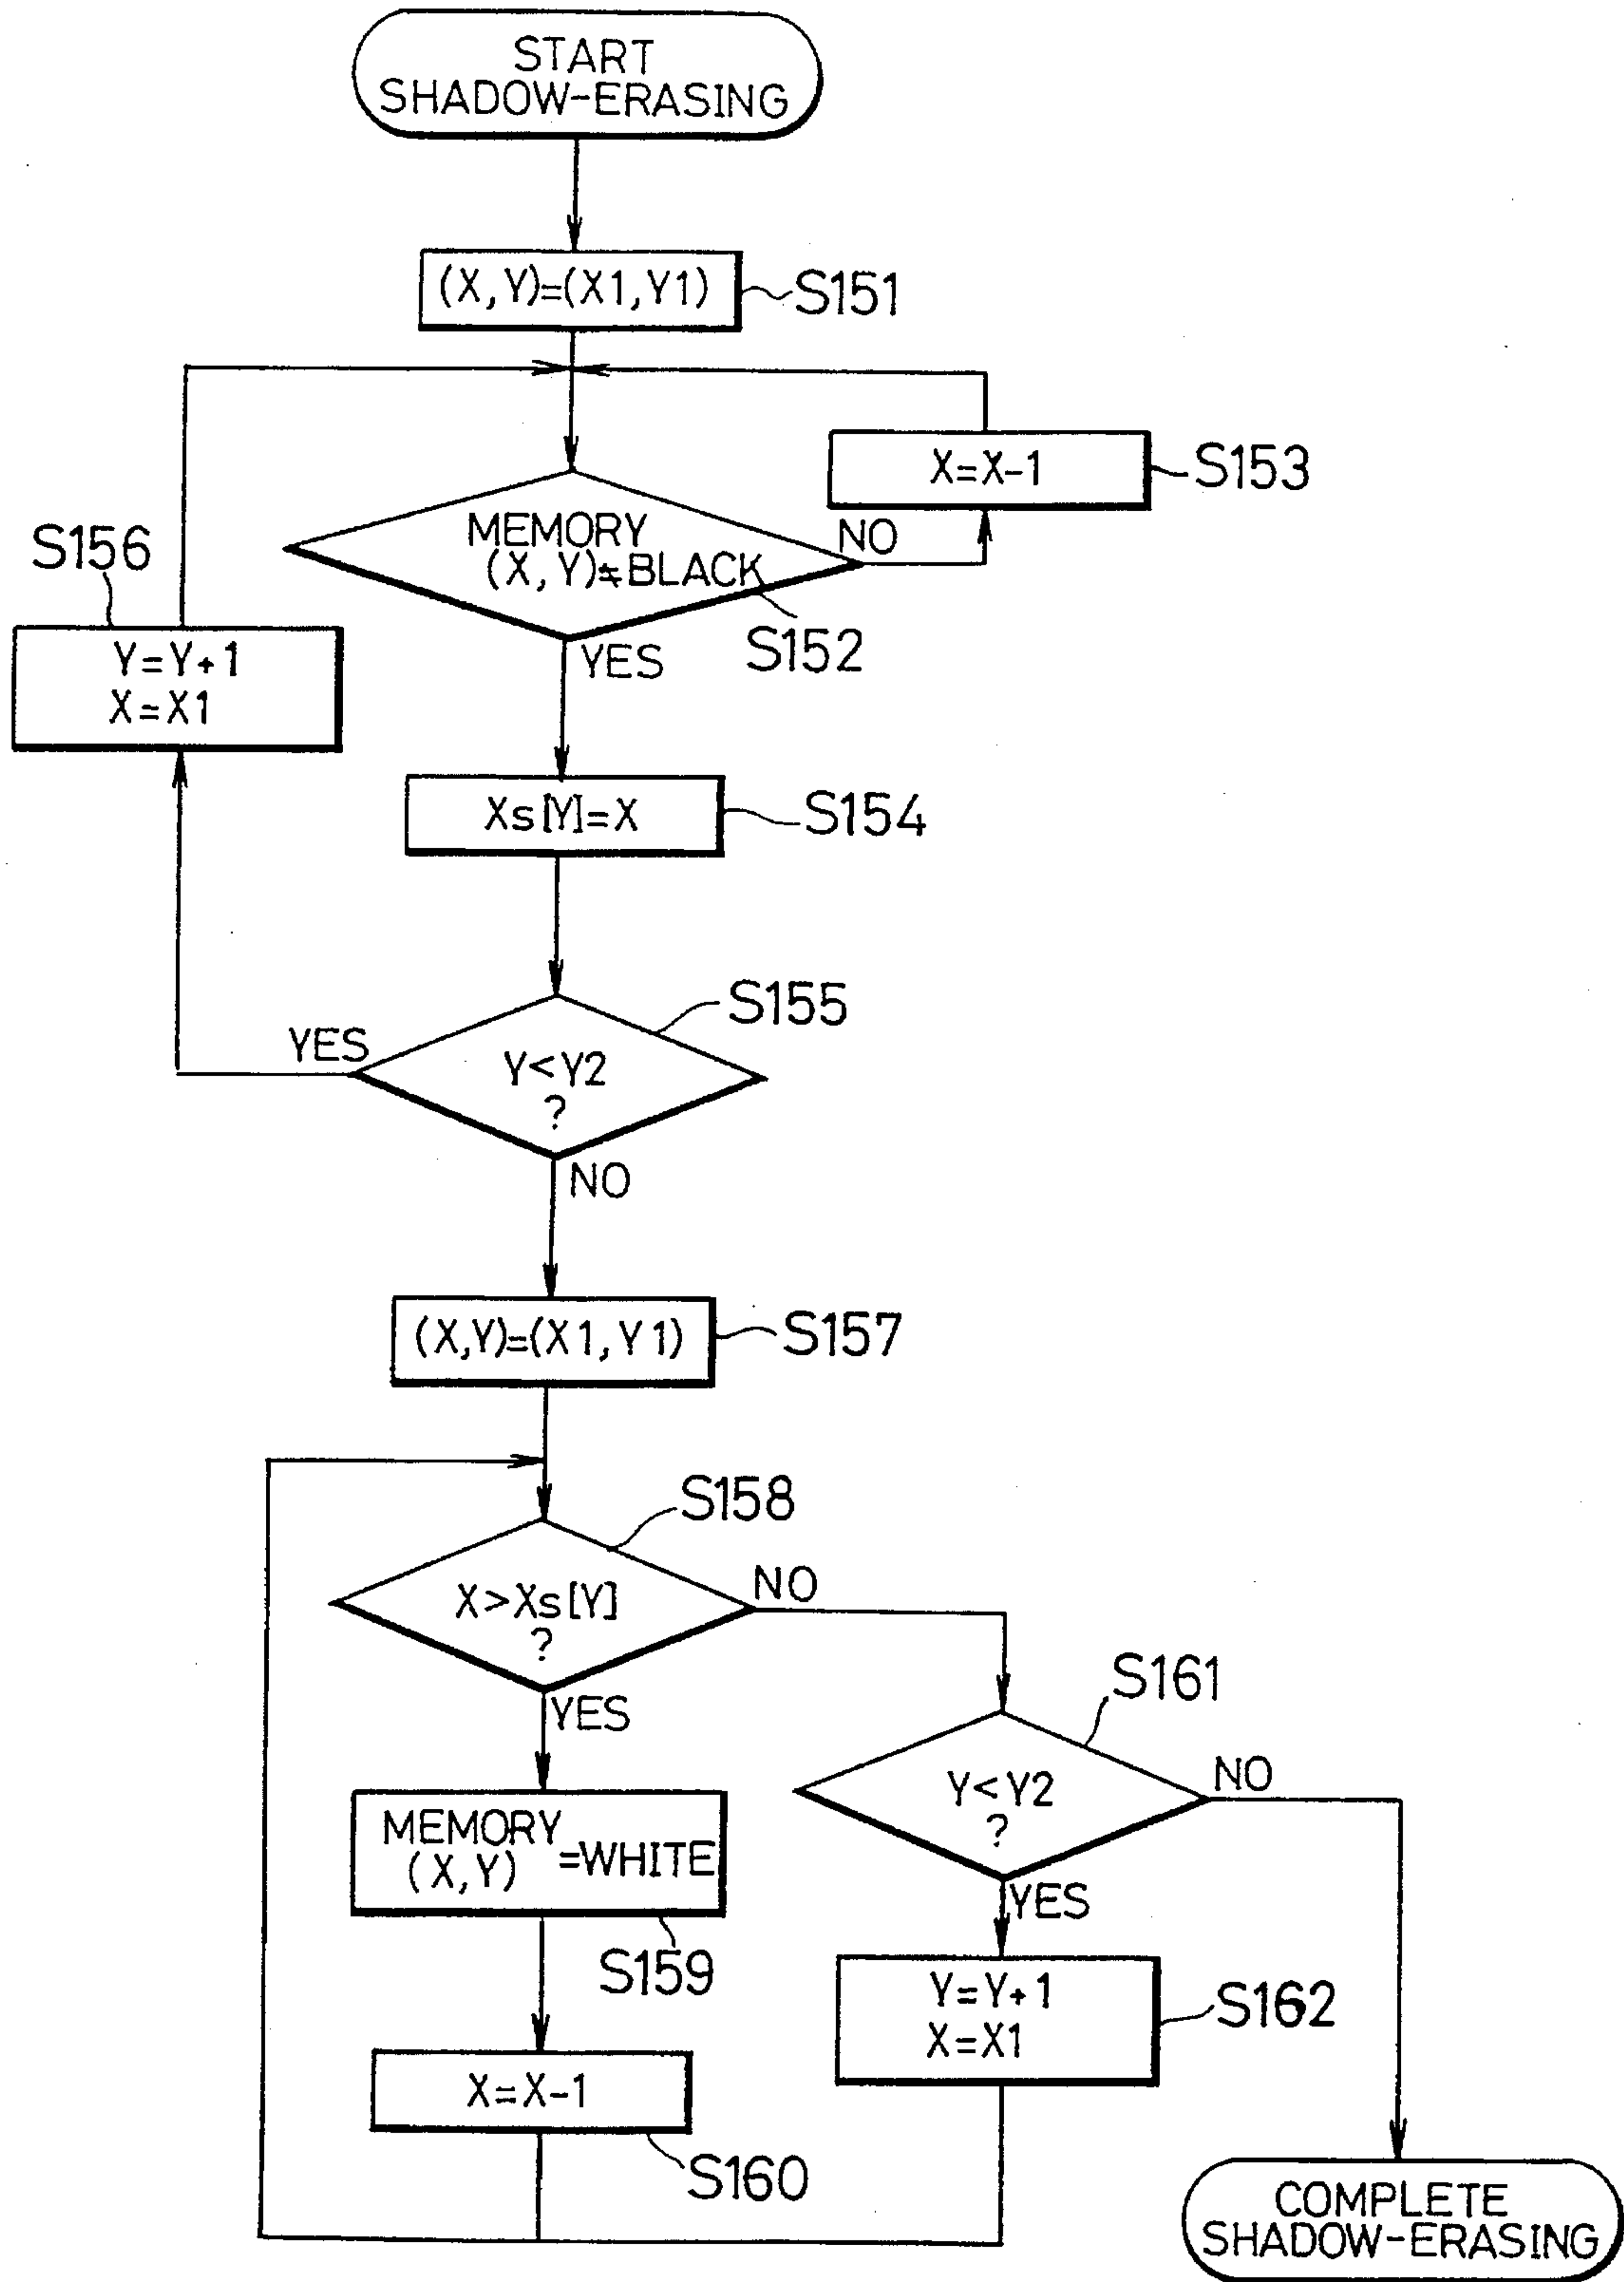 START
SHADOW-ERASING
(X,Y)=(X1,Y1)
S151
X=X-1
S153
MEMORY
(X,Y)≠BLACK
NO
S152
YES
S156
Y=Y+1
X=X1
Xs[Y]=X
S154
S155
YES
Y<Y2
?
NO
(X,Y)=(X1,Y1)
S157
S158
X>Xs[Y]
?
NO
YES
S161
Y<Y2
?
NO
YES
MEMORY
(X,Y) =WHITE
S159
Y=Y+1
X=X1
S162
X=X-1
S160
COMPLETE
SHADOW-ERASING